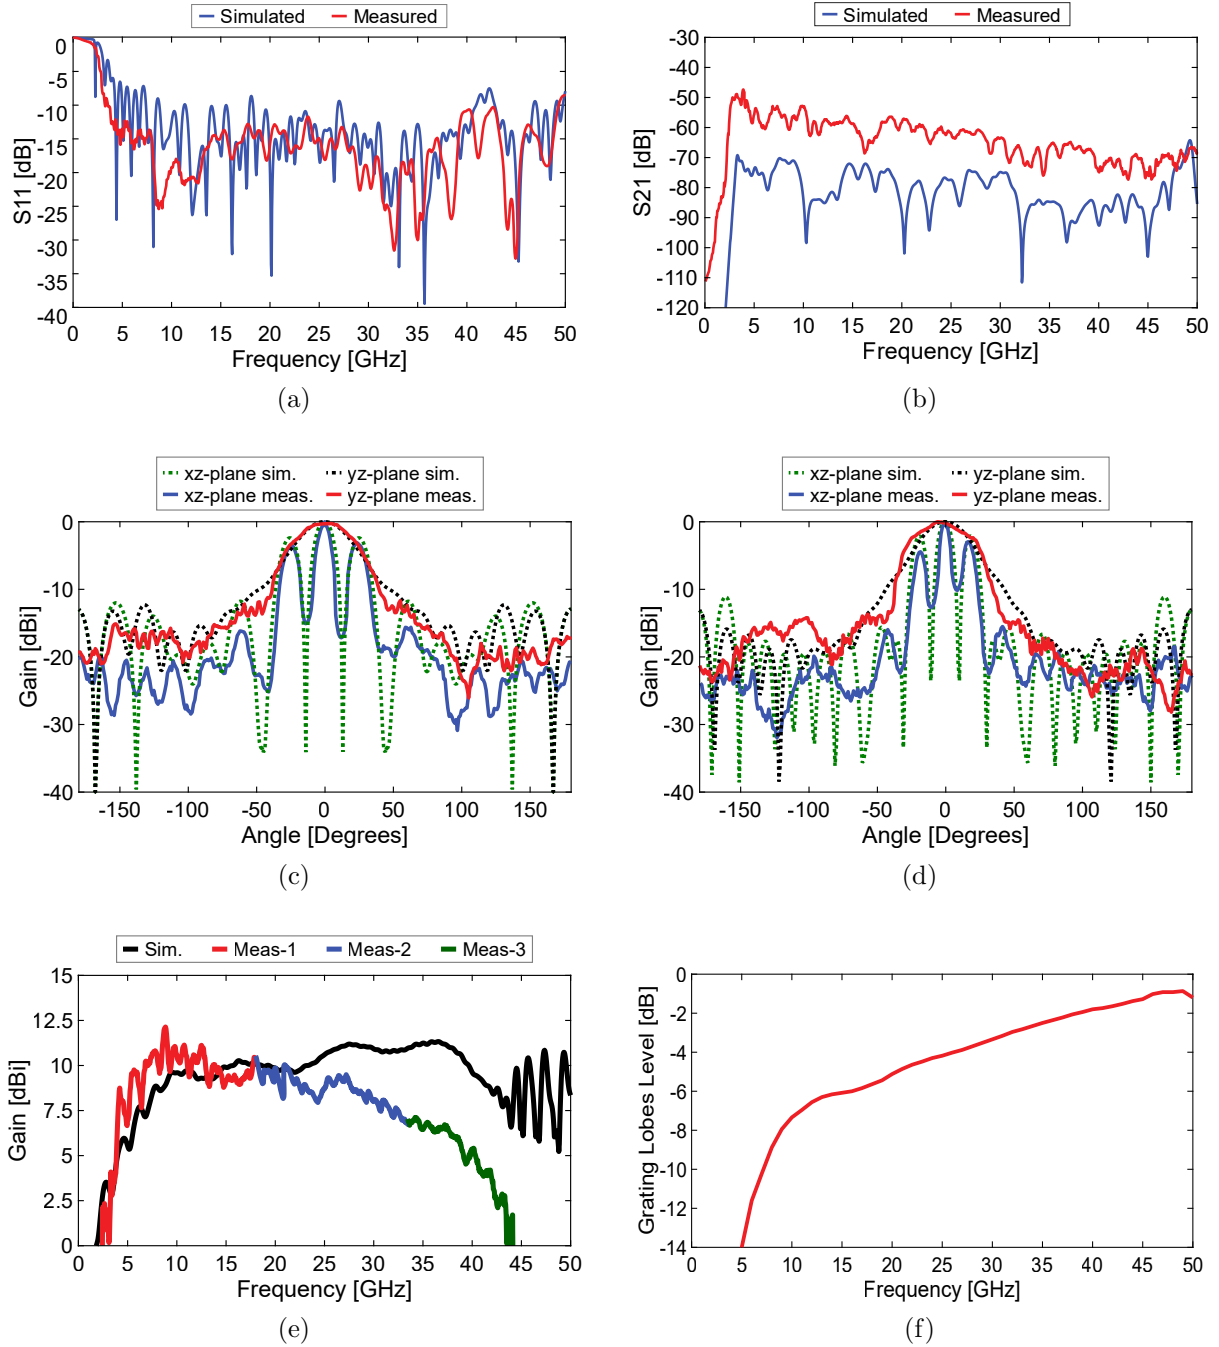 Simulated Measured
0
-5
-10
-15
-20
-25
-30
-35
-40
S11 [dB]
0 5 10 15 20 25 30 35 40 45 50
Frequency [GHz]
(a)
Simulated Measured
-30
-40
-50
-60
-70
-80
-90
-100
-110
-120
S21 [dB]
0 5 10 15 20 25 30 35 40 45 50
Frequency [GHz]
(b)
xz-plane sim. yz-plane sim.
xz-plane meas. yz-plane meas.
0
-10
-20
-30
-40
Gain [dBi]
-150 -100 -50 0 50 100 150
Angle [Degrees]
(c)
xz-plane sim. yz-plane sim.
xz-plane meas. yz-plane meas.
0
-10
-20
-30
-40
Gain [dBi]
-150 -100 -50 0 50 100 150
Angle [Degrees]
(d)
Sim. Meas-1 Meas-2 Meas-3
15
12.5
10
7.5
5
2.5
0
Gain [dBi]
0 5 10 15 20 25 30 35 40 45 50
Frequency [GHz]
(e)
0
-2
-4
-6
-8
-10
-12
-14
Grating Lobes Level [dB]
0 5 10 15 20 25 30 35 40 45 50
Frequency [GHz]
(f)